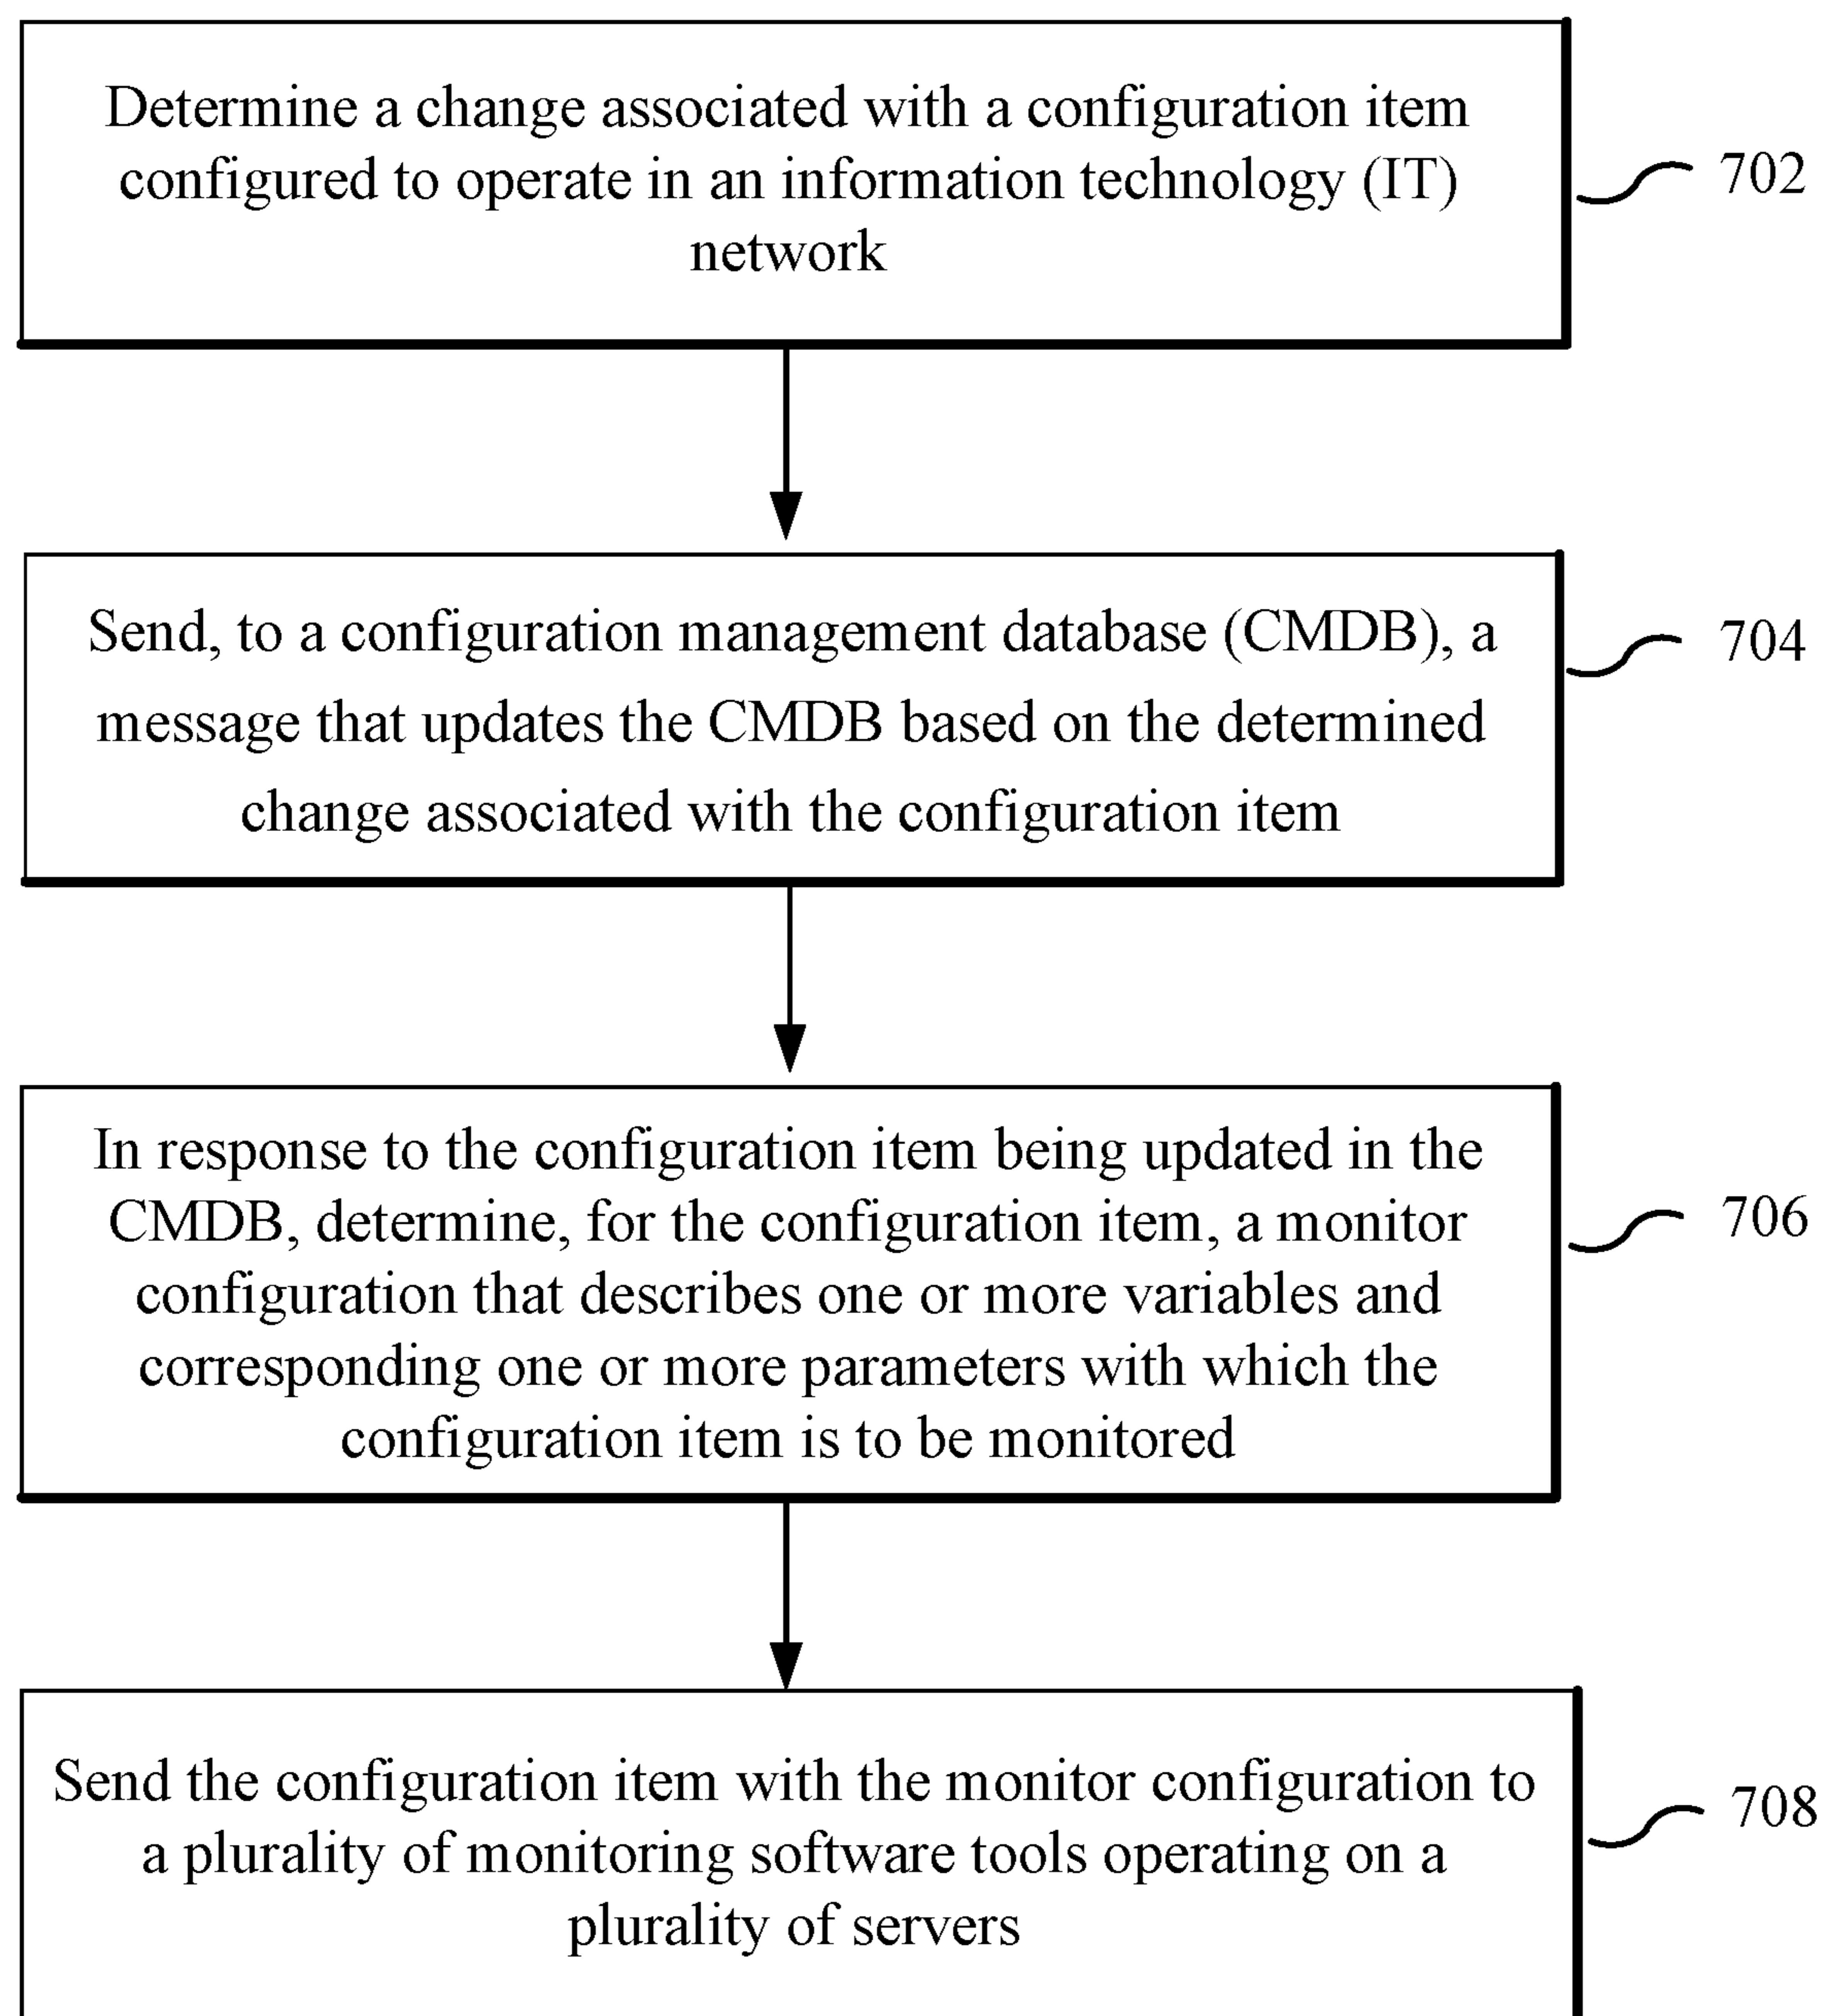 Determine a change associated with a configuration item
configured to operate in an information technology (IT)
network
702
Send, to a configuration management database (CMDB), a
message that updates the CMDB based on the determined
change associated with the configuration item
704
In response to the configuration item being updated in the
CMDB, determine, for the configuration item, a monitor
configuration that describes one or more variables and
corresponding one or more parameters with which the
configuration item is to be monitored
706
Send the configuration item with the monitor configuration to
a plurality of monitoring software tools operating on a
plurality of servers
708